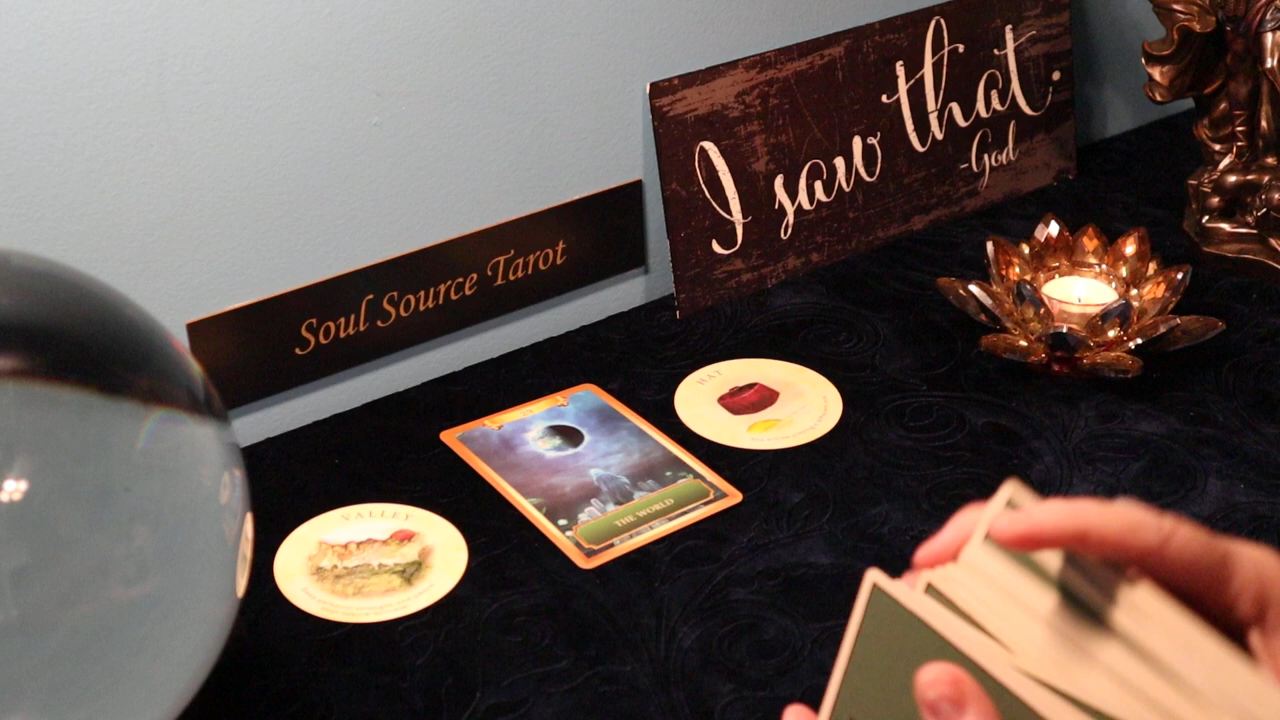 I saw that.
-God
Soul Source Tarot
HAT
THE WORLD
VALLEY